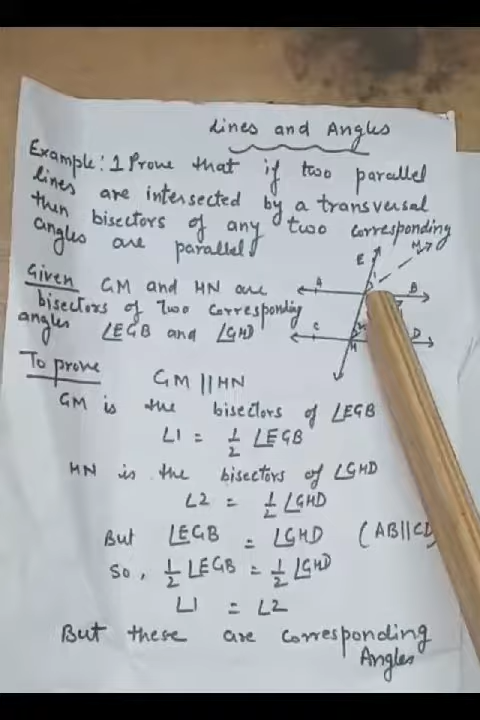 Lines and Angles
Example: 1 Prove that if two parallel
lines are intersected by a transversal
then bisectors of any two corresponding
angles are parallel
Given GM and HN are
bisectors of two corresponding
angles ∠EGB and ∠GHD
E M
A B
C D
H
To prove
GM || HN
GM is the bisectors of ∠EGB
∠1 = 1/2 ∠EGB
HN is the bisectors of ∠GHD
∠2 = 1/2 ∠GHD
But ∠EGB = ∠GHD (AB||CD
So, 1/2 ∠EGB = 1/2 ∠GHD
∠1 = ∠2
But these are corresponding
Angles